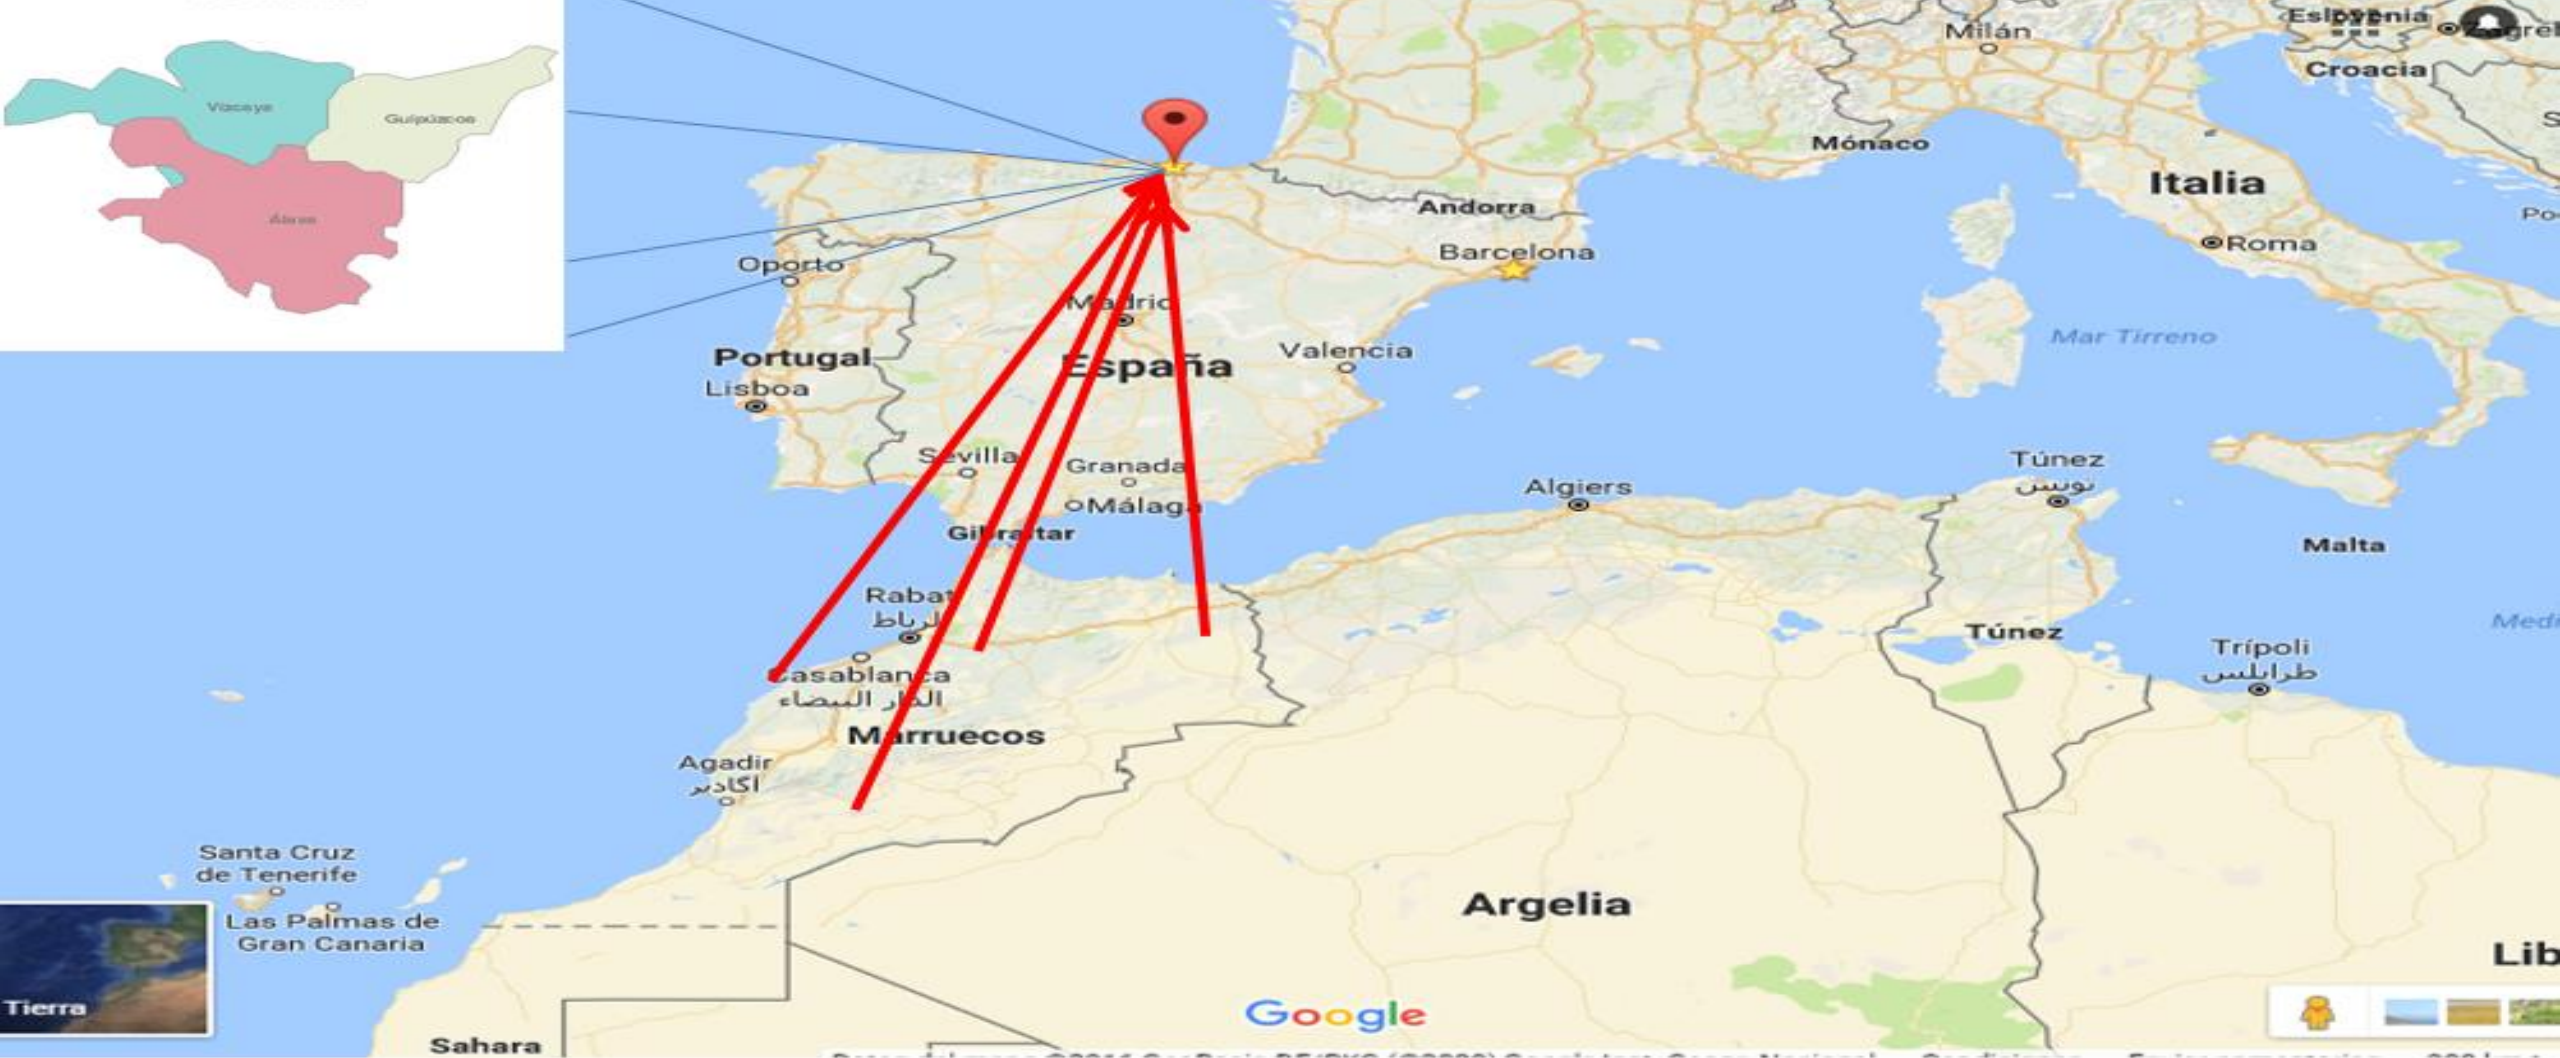 Vizcaya
Guipúzcoa
Álava
Milán
Eslovenia
Croacia
Mónaco
Andorra
Italia
Roma
Barcelona
Oporto
Madrid
Mar Tirreno
Portugal
España
Valencia
Lisboa
Sevilla
Granada
Málaga
Gibraltar
Algiers
Túnez
تونس
Malta
Rabat
الرباط
Casablanca
الدار البيضاء
Túnez
Trípoli
طرابلس
Marruecos
Agadir
أكادير
Santa Cruz
de Tenerife
Las Palmas de
Gran Canaria
Argelia
Lib
Tierra
Google
Sahara